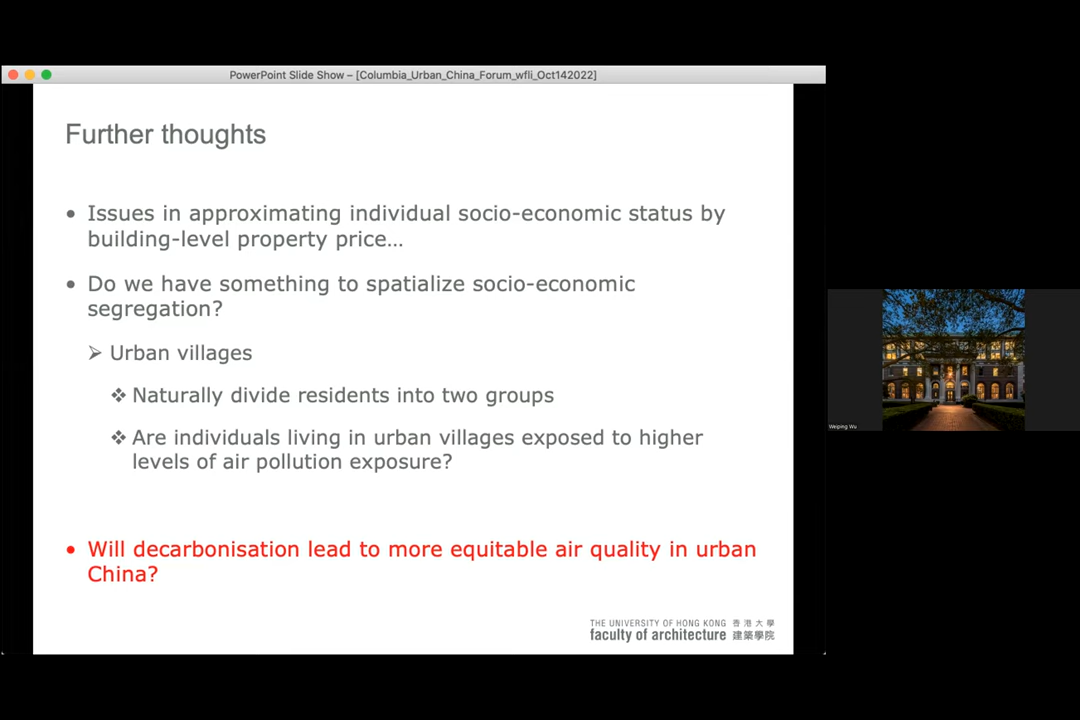 PowerPoint Slide Show – [Columbia_Urban_China_Forum_wfli_Oct142022]
Further thoughts
• Issues in approximating individual socio-economic status by
building-level property price...
• Do we have something to spatialize socio-economic
segregation?
➢ Urban villages
❖ Naturally divide residents into two groups
❖ Are individuals living in urban villages exposed to higher
levels of air pollution exposure?
• Will decarbonisation lead to more equitable air quality in urban
China?
THE UNIVERSITY OF HONG KONG 香港大學
faculty of architecture 建築學院
Weiping Wu